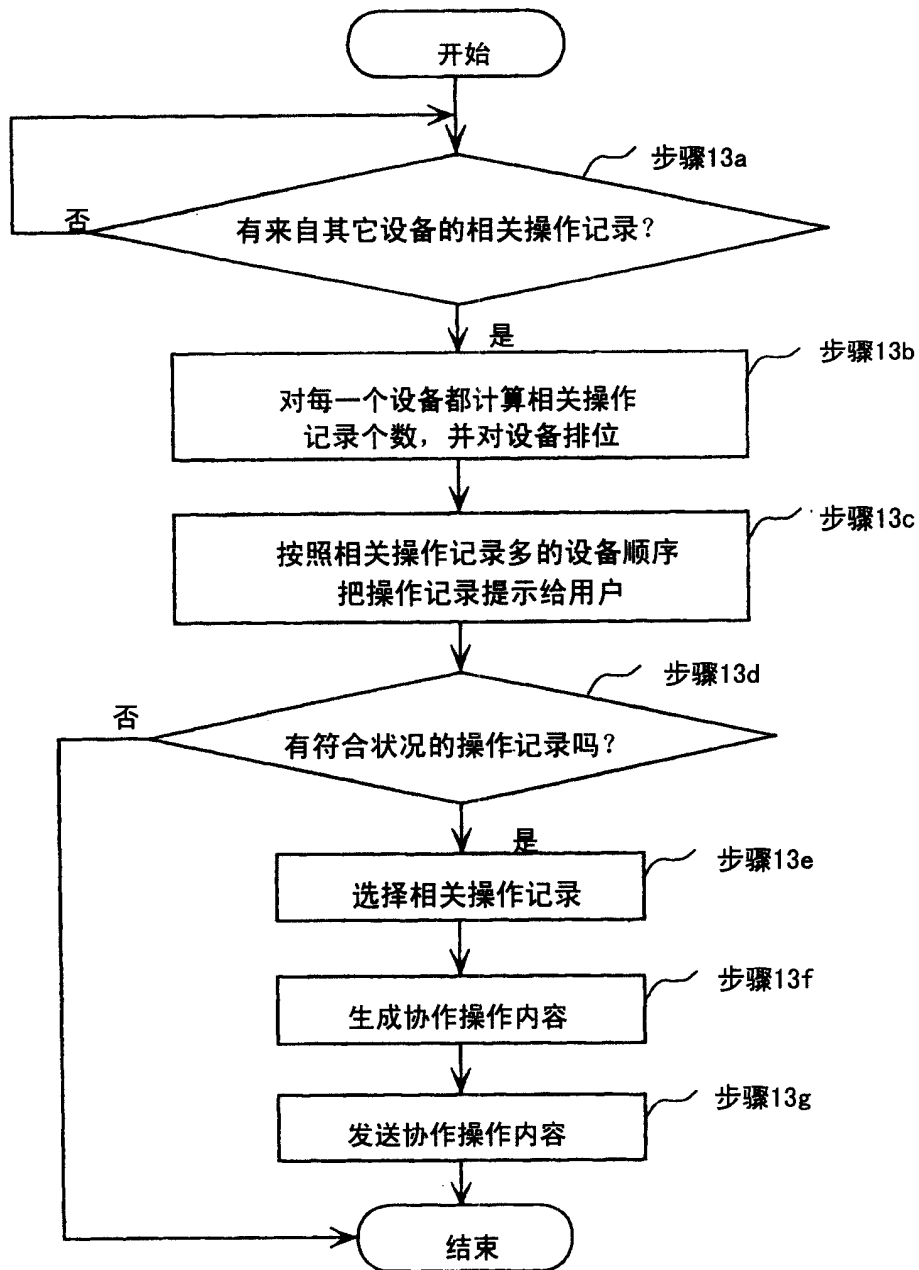 开始
步骤13a
否
有来自其它设备的相关操作记录?
是
步骤13b
对每一个设备都计算相关操作
记录个数，并对设备排位
步骤13c
按照相关操作记录多的设备顺序
把操作记录提示给用户
步骤13d
否
有符合状况的操作记录吗?
是
步骤13e
选择相关操作记录
步骤13f
生成协作操作内容
步骤13g
发送协作操作内容
结束